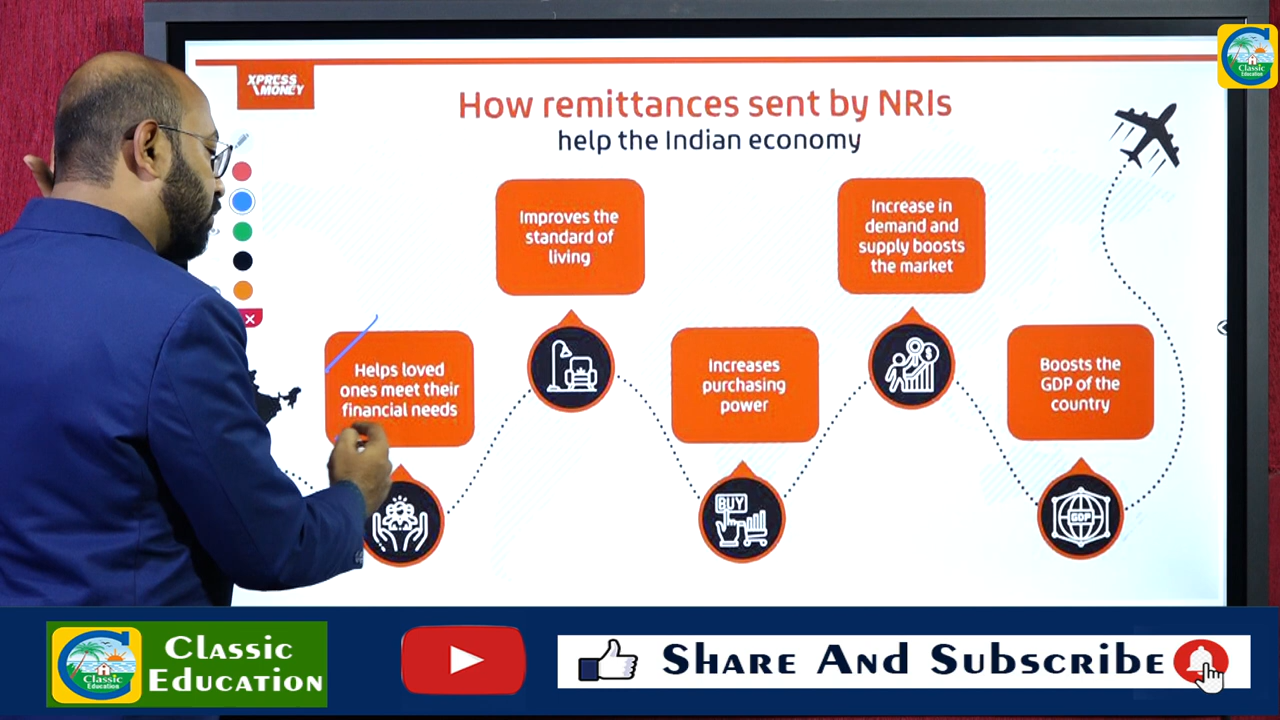 XPRESS
MONEY
How remittances sent by NRIs
help the Indian economy
Classic
Education
Improves the
standard of
living
Increase in
demand and
supply boosts
the market
Helps loved
ones meet their
financial needs
Increases
purchasing
power
Boosts the
GDP of the
country
BUY
GDP
Classic
Education
CLASSIC
EDUCATION
SHARE AND SUBSCRIBE